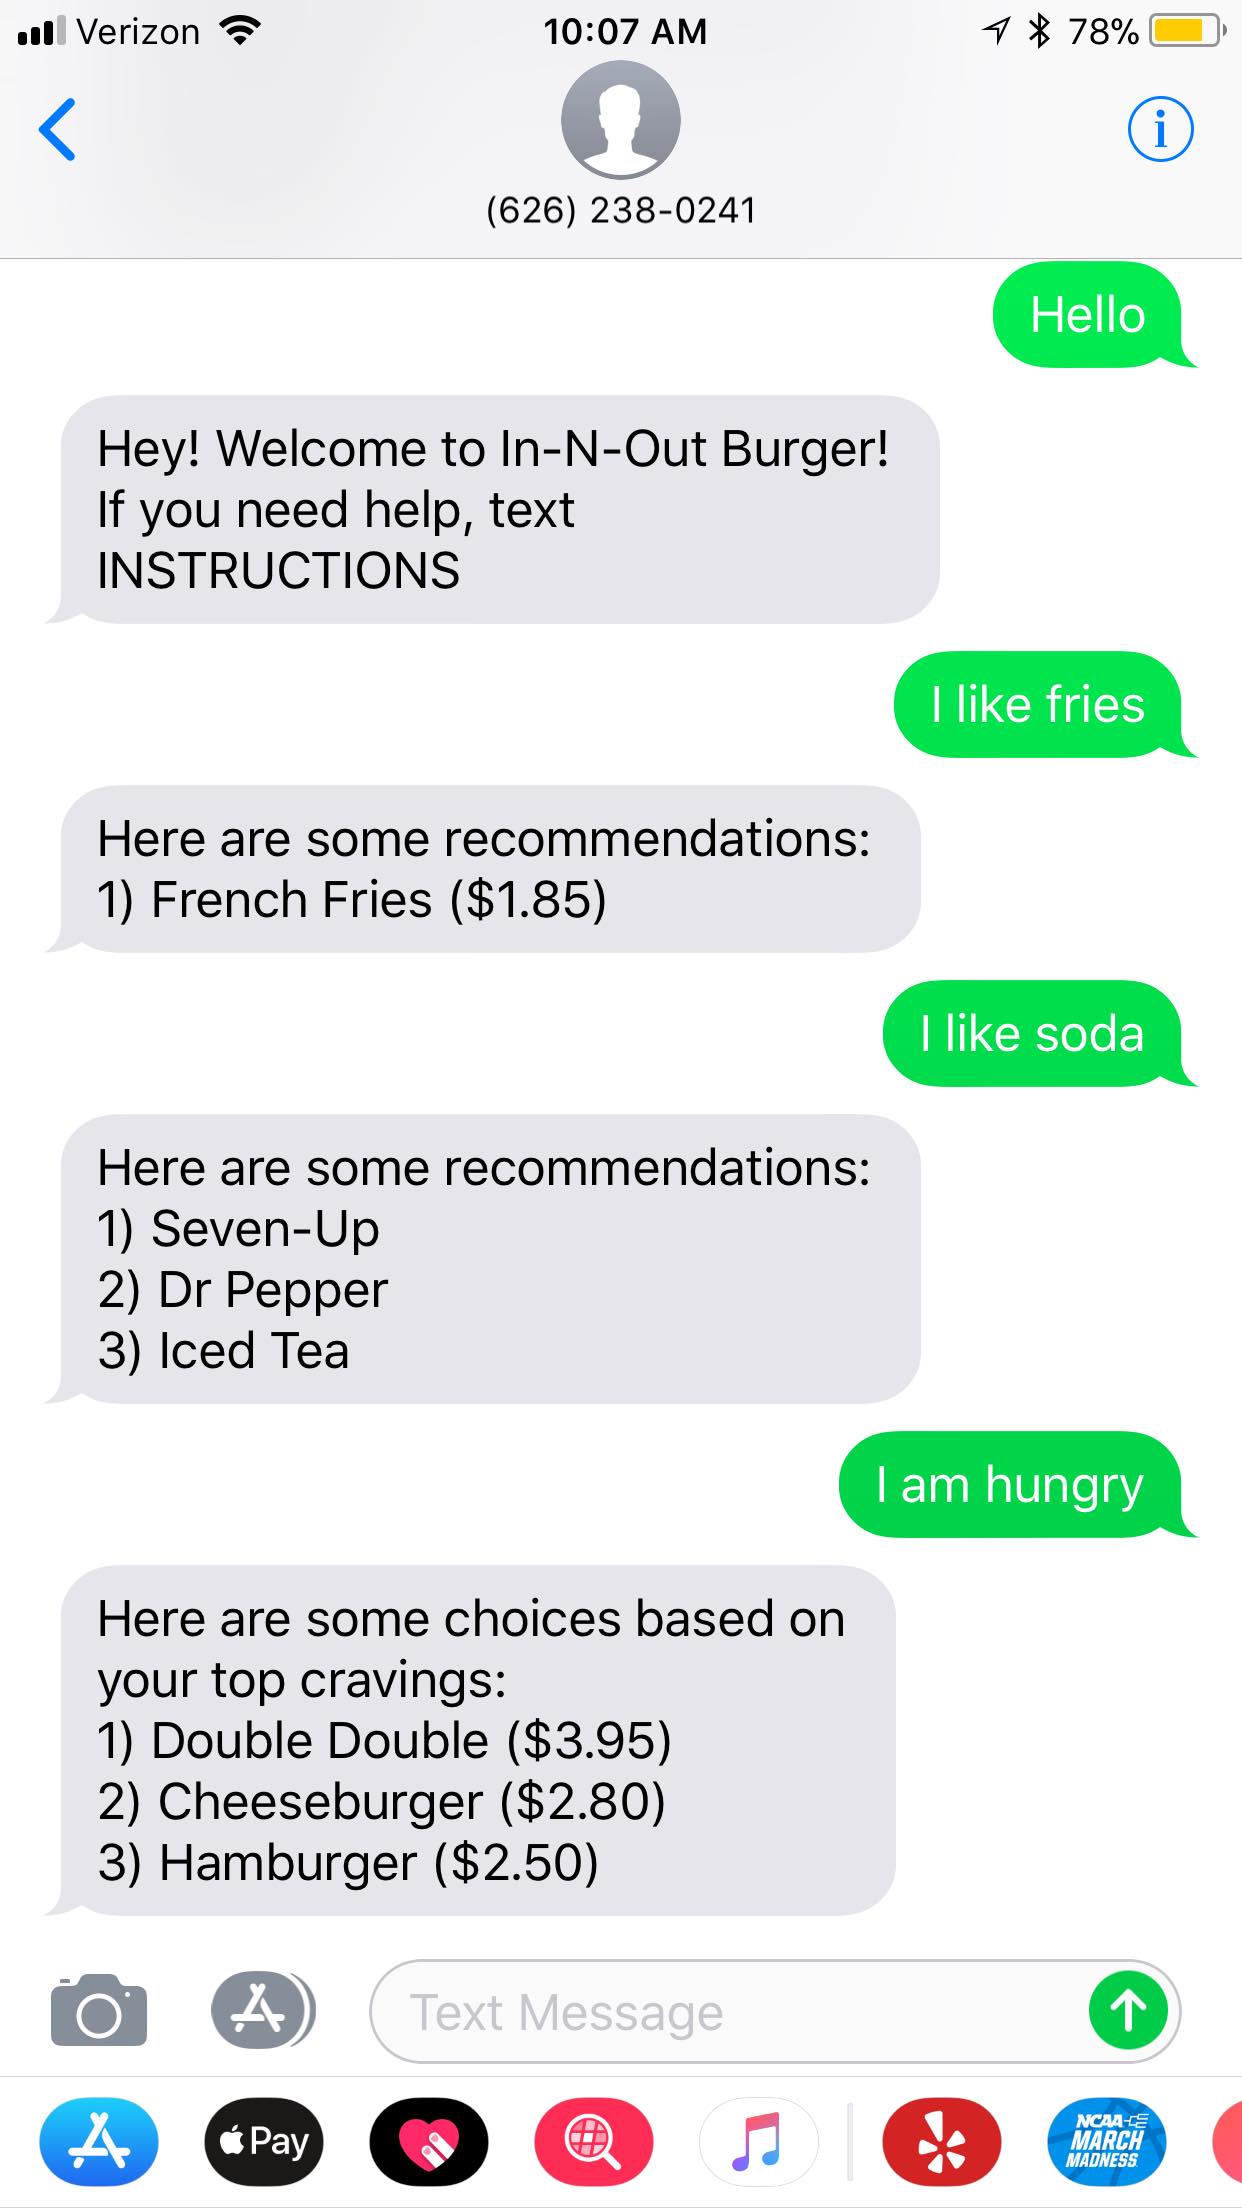 Verizon 10:07 AM 78%
(626) 238-0241
Hello
Hey! Welcome to In-N-Out Burger!
If you need help, text
INSTRUCTIONS
I like fries
Here are some recommendations:
1) French Fries ($1.85)
I like soda
Here are some recommendations:
1) Seven-Up
2) Dr Pepper
3) Iced Tea
I am hungry
Here are some choices based on
your top cravings:
1) Double Double ($3.95)
2) Cheeseburger ($2.80)
3) Hamburger ($2.50)
Text Message
Pay
NCAA
MARCH
MADNESS